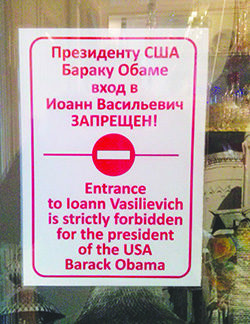 Президенту США
Бараку Обаме
вход в
Иоанн Васильевич
ЗАПРЕЩЕН!
Entrance
to Ioann Vasilievich
is strictly forbidden
for the president
of the USA
Barack Obama